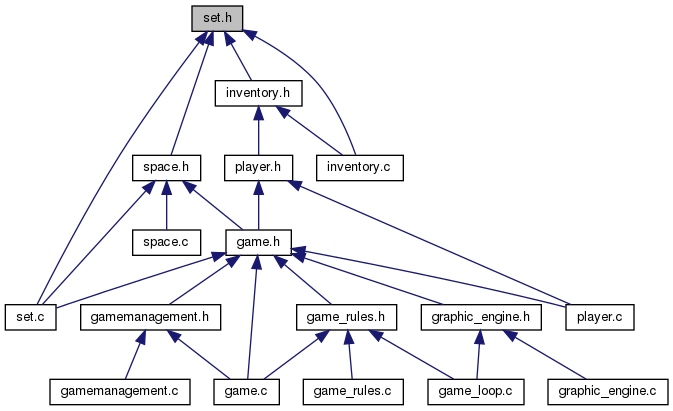 set.h
inventory.h
space.h
player.h
inventory.c
space.c
game.h
set.c
gamemanagement.h
game_rules.h
graphic_engine.h
player.c
gamemanagement.c
game.c
game_rules.c
game_loop.c
graphic_engine.c